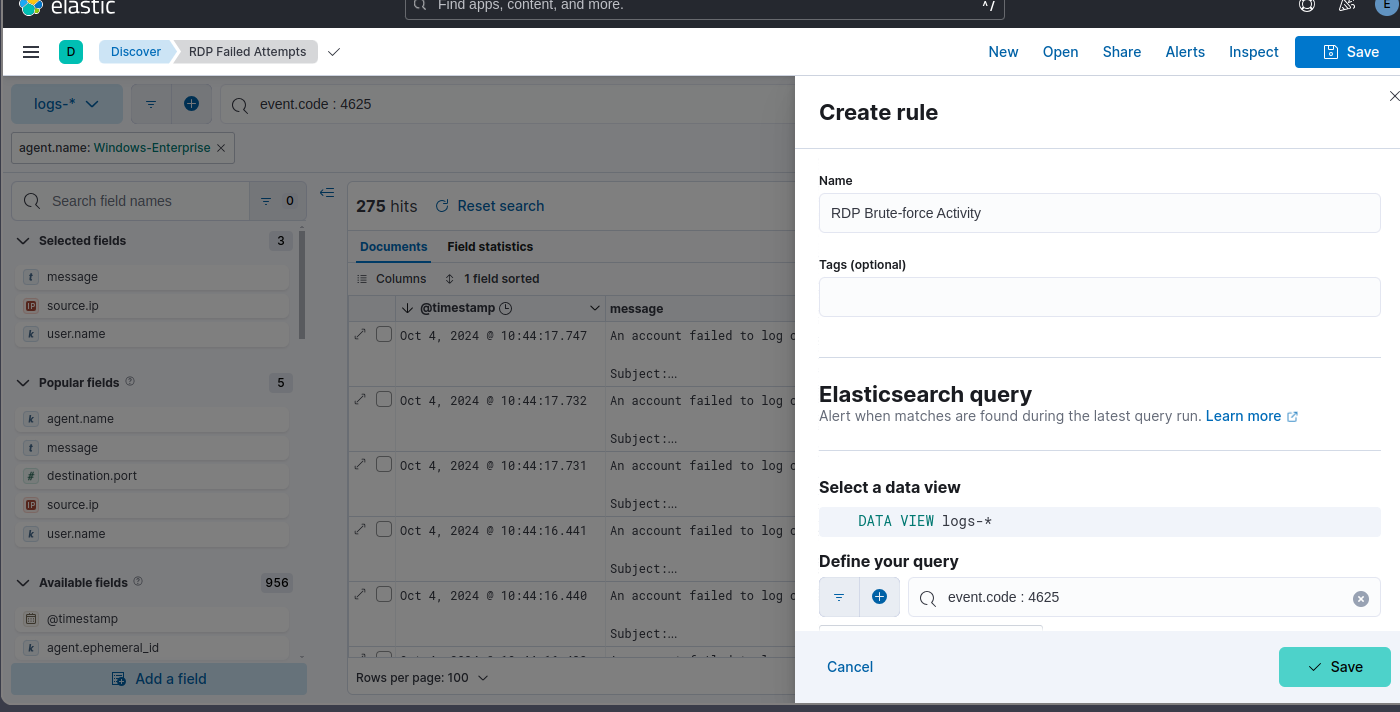 elastic
Find apps, content, and more.
^/
E
D
Discover
RDP Failed Attempts
New
Open
Share
Alerts
Inspect
Save
logs-*
event.code : 4625
agent.name: Windows-Enterprise
Search field names
0
Selected fields
3
t message
IP source.ip
k user.name
Popular fields
5
k agent.name
t message
# destination.port
IP source.ip
k user.name
Available fields
956
@timestamp
k agent.ephemeral_id
Add a field
275 hits
Reset search
Documents
Field statistics
Columns
1 field sorted
@timestamp
message
Oct 4, 2024 @ 10:44:17.747
An account failed to log o
Subject:…
Oct 4, 2024 @ 10:44:17.732
An account failed to log o
Subject:…
Oct 4, 2024 @ 10:44:17.731
An account failed to log o
Subject:…
Oct 4, 2024 @ 10:44:16.441
An account failed to log o
Subject:…
Oct 4, 2024 @ 10:44:16.440
An account failed to log o
Subject:…
Rows per page: 100
Create rule
Name
RDP Brute-force Activity
Tags (optional)
Elasticsearch query
Alert when matches are found during the latest query run. Learn more
Select a data view
DATA VIEW logs-*
Define your query
event.code : 4625
Cancel
Save